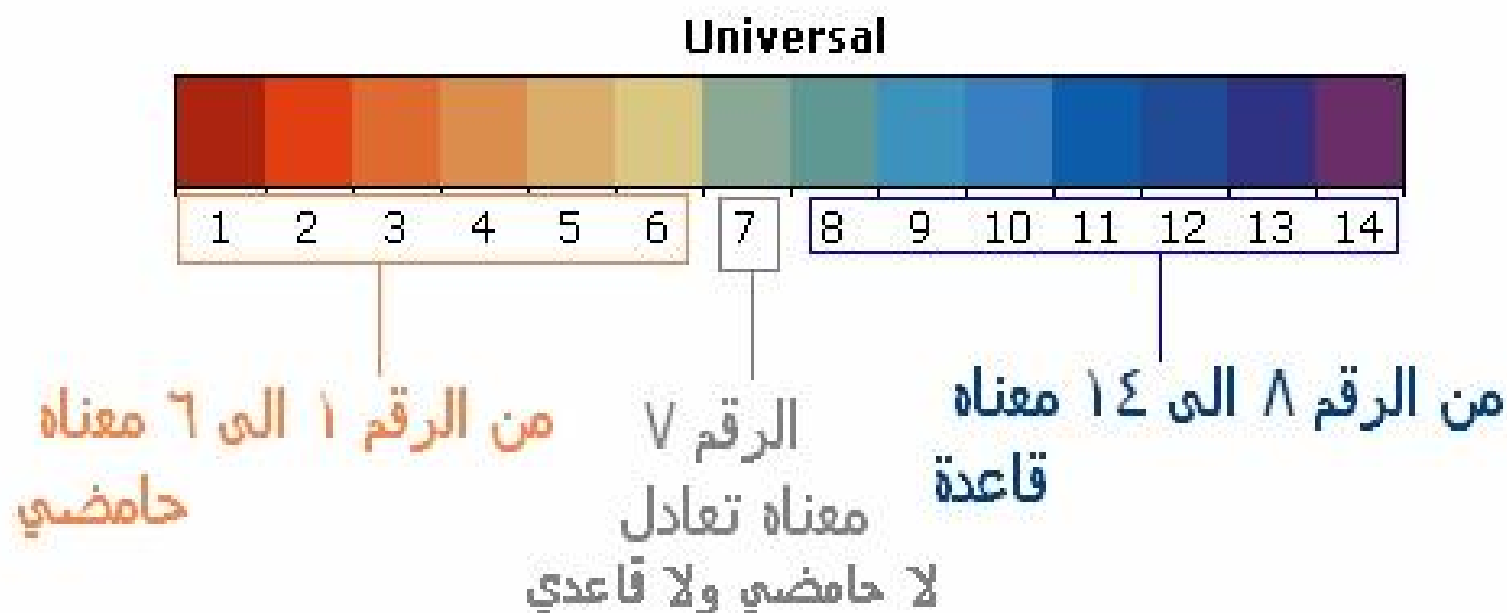 Universal
1 2 3 4 5 6 7 8 9 10 11 12 13 14
من الرقم ١ الى ٦ معناه
حامضي
الرقم ٧
معناه تعادل
لا حامضي ولا قاعدي
من الرقم ٨ الى ١٤ معناه
قاعدة